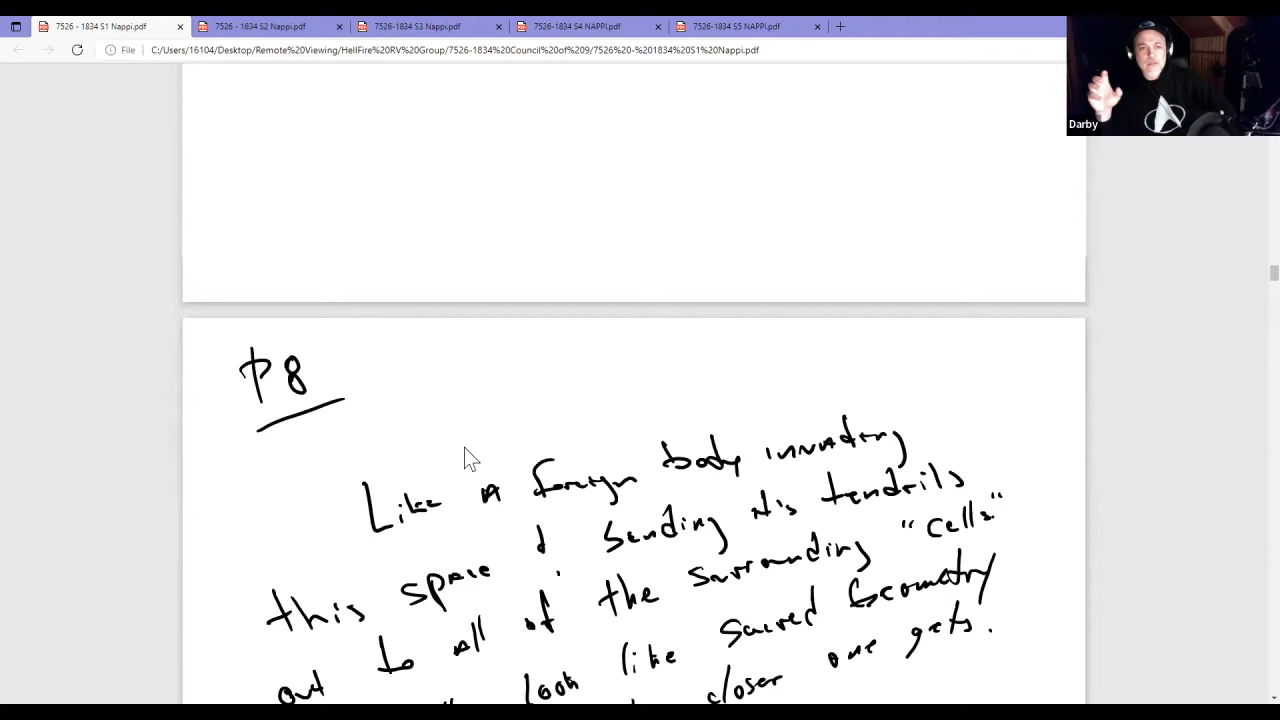 7526 - 1834 S1 Nappi.pdf
7526 - 1834 S2 Nappi.pdf
7526-1834 S3 Nappi.pdf
7526-1834 S4 NAPPI.pdf
7526-1834 S5 NAPPI.pdf
File
C:/Users/16104/Desktop/Remote%20Viewing/HellFire%20RV%20Group/7526-1834%20Council%20of%209/7526%20-%201834%20S1%20Nappi.pdf
Darby
P8
Like a foreign body invading
this space & sending its tendrils
out to all of the surrounding "cells."
look like sacred Geometry
closer one gets.